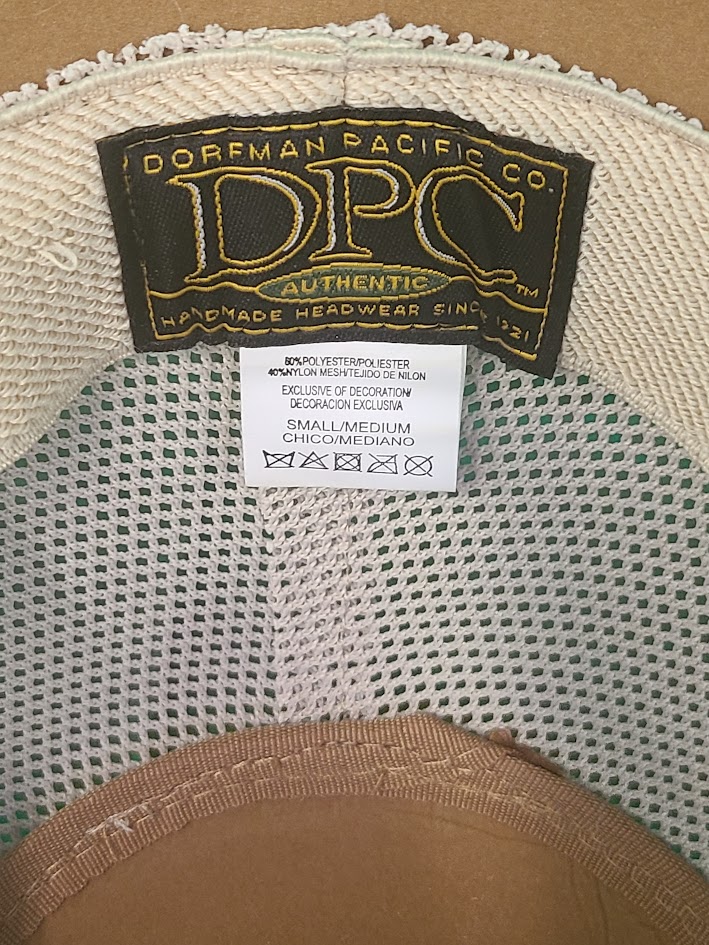 DORFMAN PACIFIC CO.
DPC
AUTHENTIC
TM
HANDMADE HEADWEAR SINCE 1921
60%POLYESTER/POLIESTER
40%NYLON MESH/TEJIDO DE NILON
EXCLUSIVE OF DECORATION/
DECORACION EXCLUSIVA
SMALL/MEDIUM
CHICO/MEDIANO